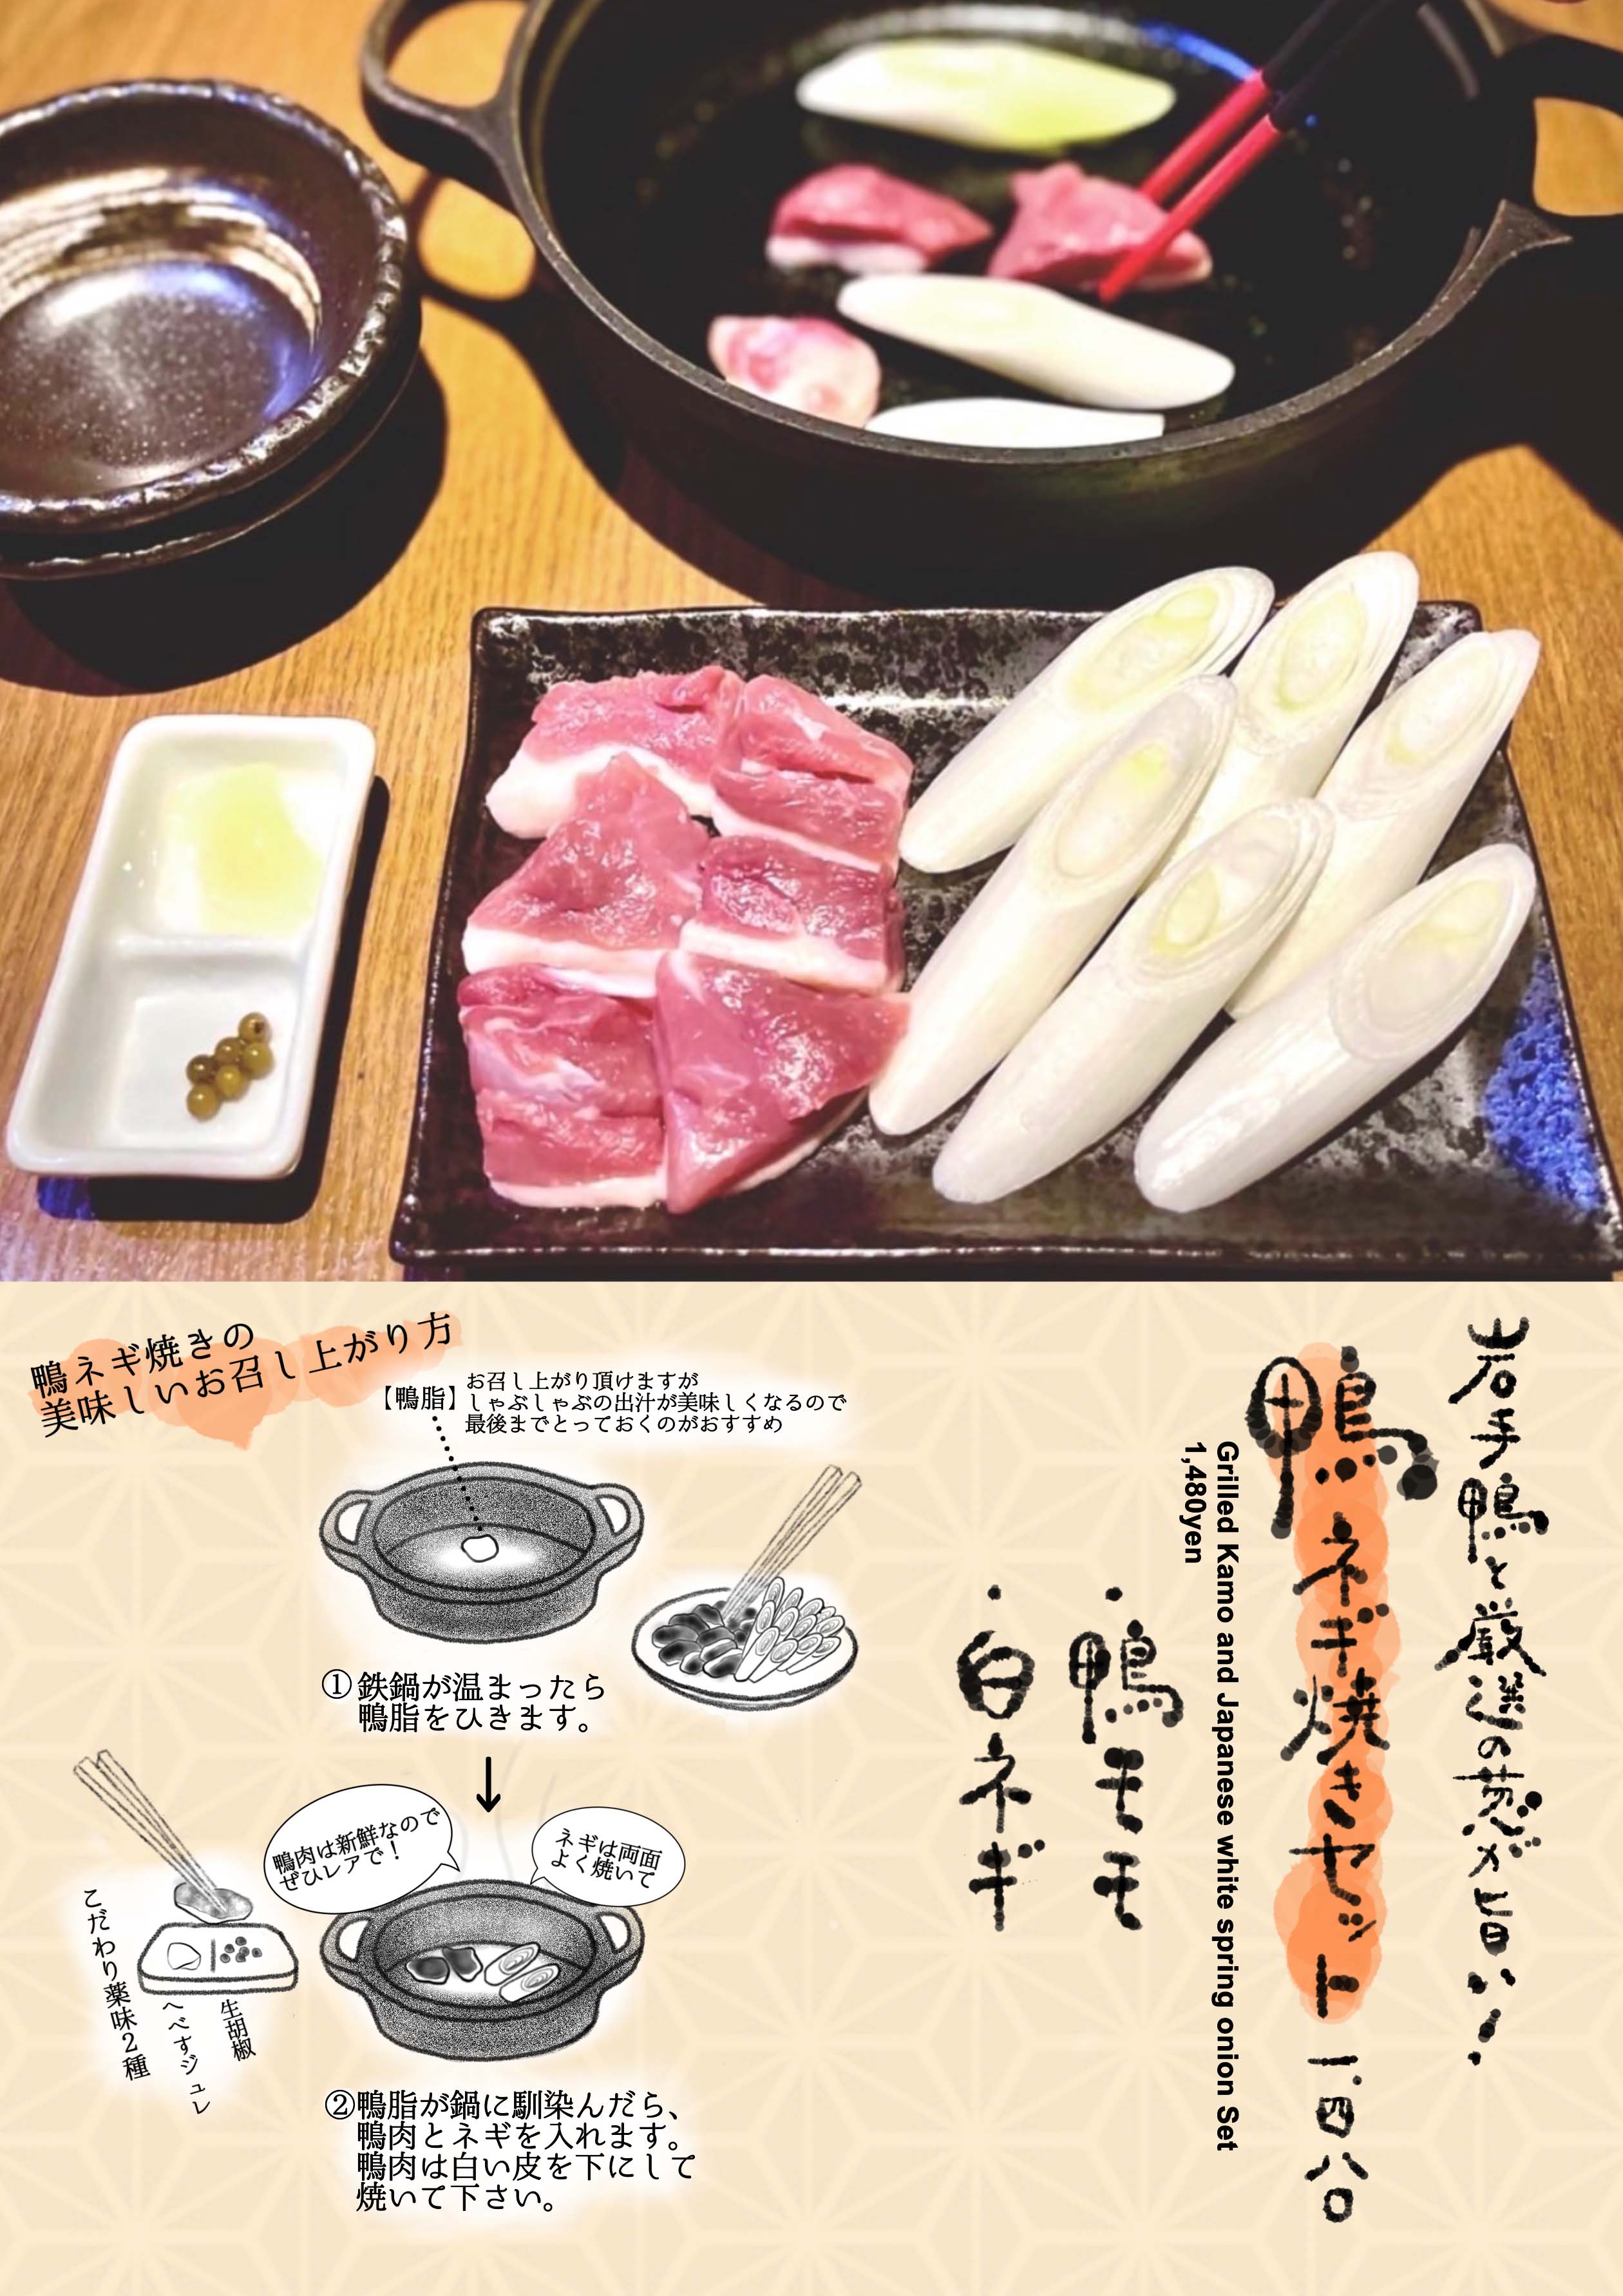 岩手鴨と厳選の葱が旨い！
鴨ネギ焼きセット 一.四八〇
Grilled Kamo and Japanese white spring onion Set
1,480yen
・鴨モモ
・白ネギ
鴨ネギ焼きの
美味しいお召し上がり方
【鴨脂】
お召し上がり頂けますが
しゃぶしゃぶの出汁が美味しくなるので
最後までとっておくのがおすすめ
①鉄鍋が温まったら
鴨脂をひきます。
↓
ネギは両面
よく焼いて
鴨肉は新鮮なので
ぜひレアで！
生胡椒
へべすジュレ
こだわり薬味2種
②鴨脂が鍋に馴染んだら、
鴨肉とネギを入れます。
鴨肉は白い皮を下にして
焼いて下さい。